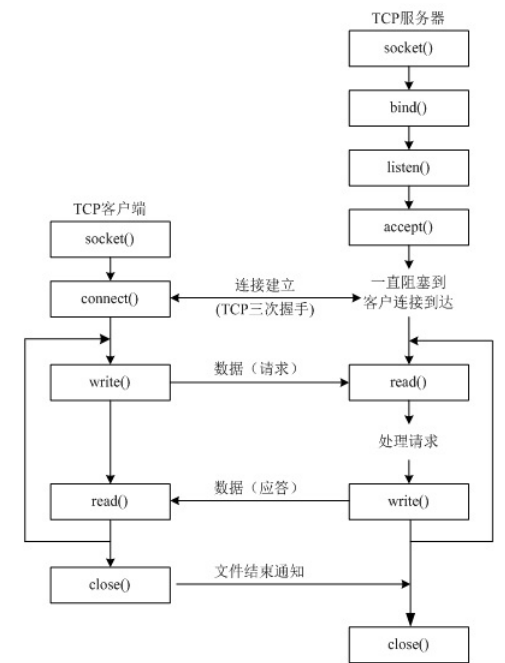 TCP服务器
socket()
bind()
listen()
accept()
TCP客户端
socket()
connect()
连接建立
(TCP三次握手)
一直阻塞到
客户连接到达
write()
数据（请求）
read()
处理请求
read()
数据（应答）
write()
close()
文件结束通知
close()